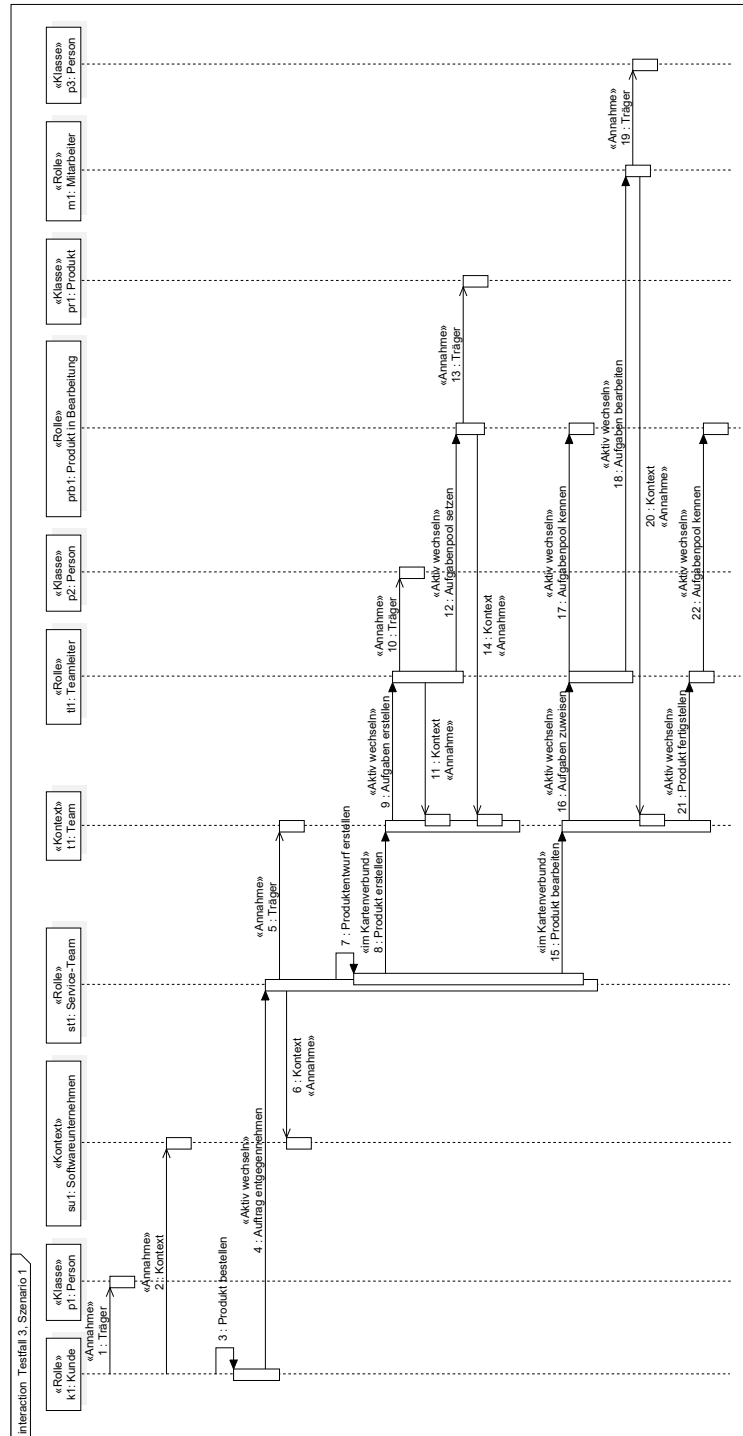 interaction Testfall 3, Szenario 1
«Rolle»
k1: Kunde
«Klasse»
p1: Person
«Kontext»
su1: Softwareunternehmen
«Rolle»
st1: Service-Team
«Kontext»
t1: Team
«Rolle»
tl1: Teamleiter
«Klasse»
p2: Person
«Rolle»
prb1: Produkt in Bearbeitung
«Klasse»
pr1: Produkt
«Rolle»
m1: Mitarbeiter
«Klasse»
p3: Person
«Annahme»
1 : Träger
«Annahme»
2 : Kontext
3 : Produkt bestellen
«Aktiv wechseln»
4 : Auftrag entgegennehmen
«Annahme»
5 : Träger
6 : Kontext
«Annahme»
7 : Produktentwurf erstellen
«im Kartenverbund»
8 : Produkt erstellen
«Aktiv wechseln»
9 : Aufgaben erstellen
«Annahme»
10 : Träger
11 : Kontext
«Annahme»
«Aktiv wechseln»
12 : Aufgabenpool setzen
«Annahme»
13 : Träger
14 : Kontext
«Annahme»
«im Kartenverbund»
15 : Produkt bearbeiten
«Aktiv wechseln»
16 : Aufgaben zuweisen
«Aktiv wechseln»
17 : Aufgabenpool kennen
«Aktiv wechseln»
18 : Aufgaben bearbeiten
«Annahme»
19 : Träger
20 : Kontext
«Annahme»
«Aktiv wechseln»
21 : Produkt fertigstellen
«Aktiv wechseln»
22 : Aufgabenpool kennen